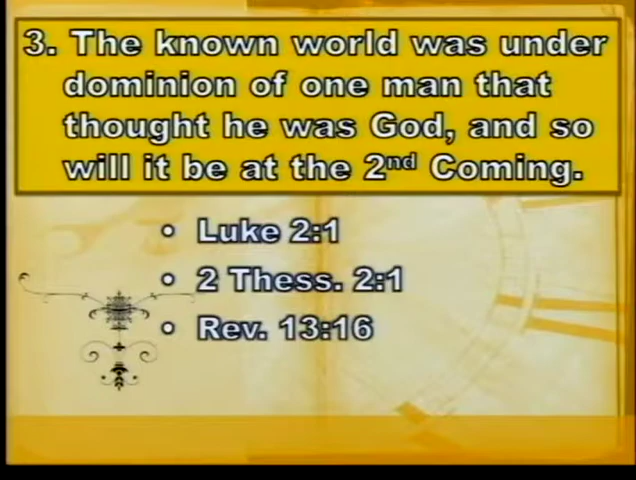 3. The known world was under
dominion of one man that
thought he was God, and so
will it be at the 2nd Coming.
• Luke 2:1
• 2 Thess. 2:1
• Rev. 13:16